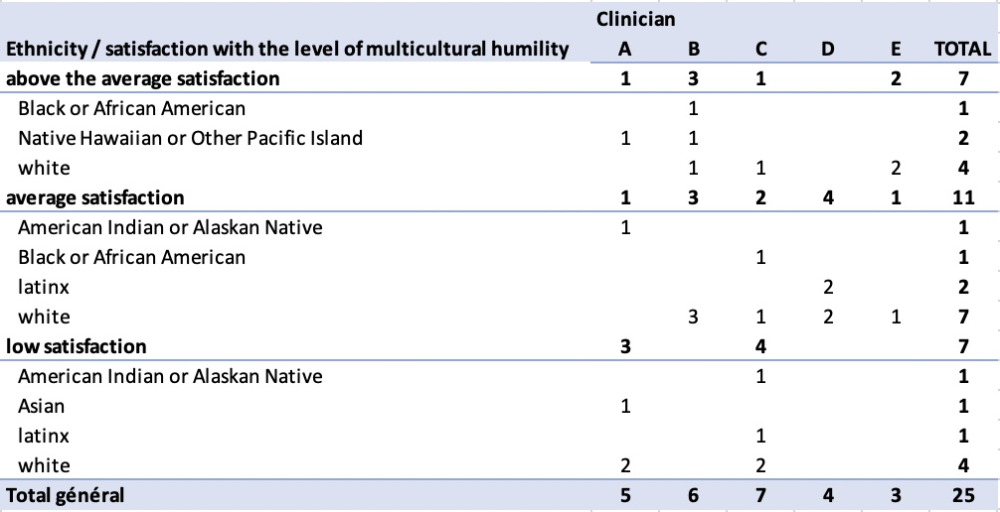 Clinician
Ethnicity / satisfaction with the level of multicultural humility A B C D E TOTAL
above the average satisfaction 1 3 1 2 7
Black or African American 1 1
Native Hawaiian or Other Pacific Island 1 1 2
white 1 1 2 4
average satisfaction 1 3 2 4 1 11
American Indian or Alaskan Native 1 1
Black or African American 1 1
latinx 2 2
white 3 1 2 1 7
low satisfaction 3 4 7
American Indian or Alaskan Native 1 1
Asian 1 1
latinx 1 1
white 2 2 4
Total général 5 6 7 4 3 25